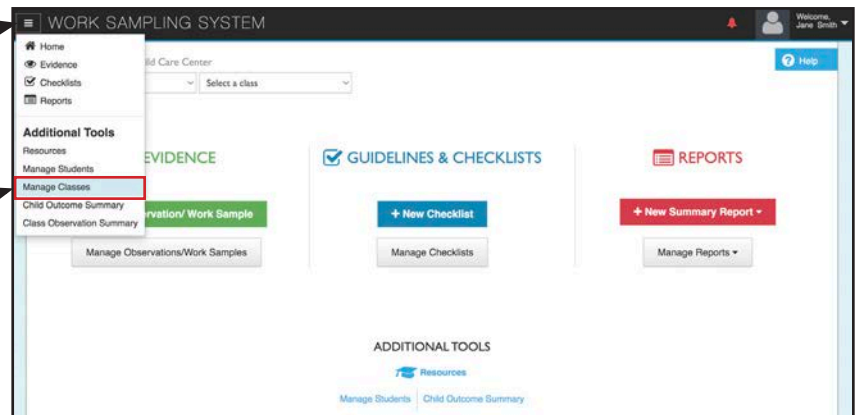 WORK SAMPLING SYSTEM
Welcome,
Jane Smith
Home
Evidence
Checklists
Reports
Additional Tools
Resources
Manage Students
Manage Classes
Child Outcome Summary
Class Observation Summary
ild Care Center
Select a class
Help
EVIDENCE
GUIDELINES & CHECKLISTS
REPORTS
ervation/ Work Sample
+ New Checklist
+ New Summary Report
Manage Observations/Work Samples
Manage Checklists
Manage Reports
ADDITIONAL TOOLS
Resources
Manage Students
Child Outcome Summary